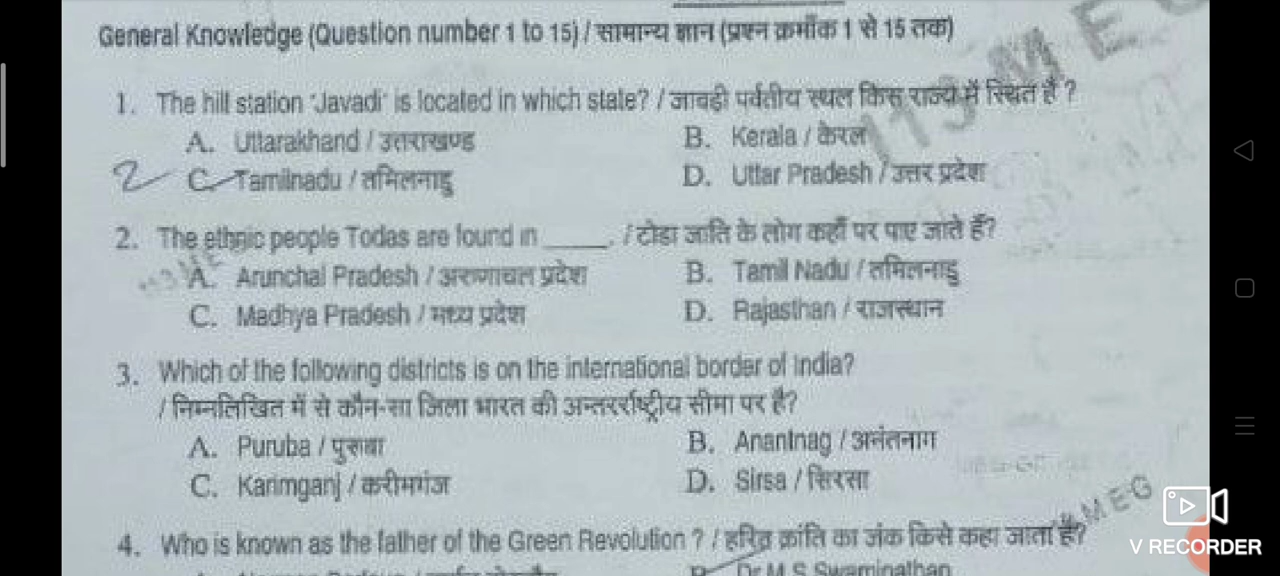 General Knowledge (Question number 1 to 15) / सामान्य ज्ञान (प्रश्न क्रमाँक 1 से 15 तक)
1. The hill station 'Javadi' is located in which state? / जावड़ी पर्वतीय स्थल किस राज्य में स्थित है ?
A. Uttarakhand / उत्तराखण्ड B. Kerala / केरल
2 C. Tamilnadu / तमिलनाडु D. Uttar Pradesh / उत्तर प्रदेश
2. The ethnic people Todas are found in _____. / टोडा जाति के लोग कहाँ पर पाए जाते हैं?
A. Arunchal Pradesh / अरुणाचल प्रदेश B. Tamil Nadu / तमिलनाडु
C. Madhya Pradesh / मध्य प्रदेश D. Rajasthan / राजस्थान
3. Which of the following districts is on the international border of India?
/ निम्नलिखित में से कौन-सा जिला भारत की अन्तरर्राष्ट्रीय सीमा पर है?
A. Puruba / पुरुबा B. Anantnag / अनंतनाग
C. Karimganj / करीमगंज D. Sirsa / सिरसा
4. Who is known as the father of the Green Revolution ? / हरित क्रांति का जंक किसे कहा जाता है?
Dr M.S Swaminathan
V RECORDER